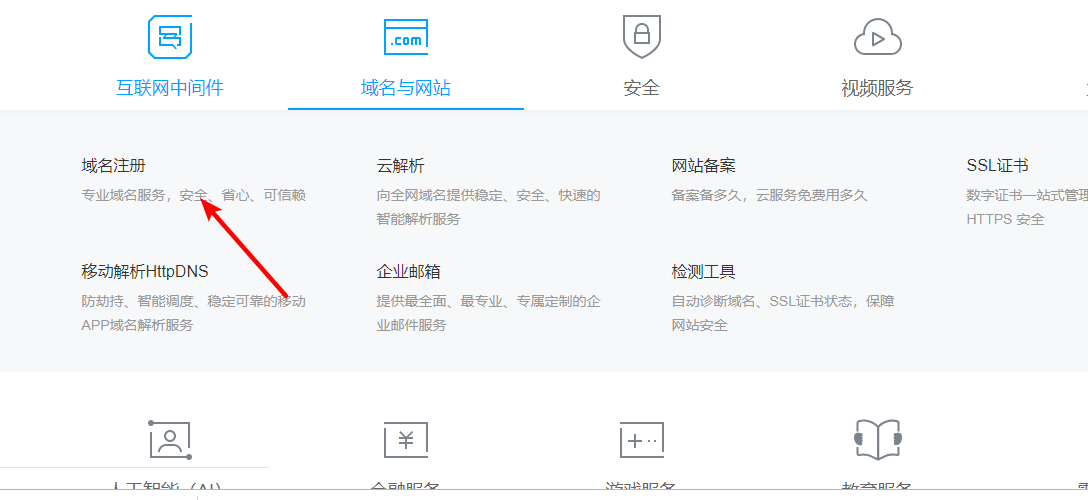 .com
互联网中间件 域名与网站 安全 视频服务
域名注册 云解析 网站备案 SSL证书
专业域名服务，安全、省心、可信赖 向全网域名提供稳定、安全、快速的 备案备多久，云服务免费用多久 数字证书一站式管理
智能解析服务 HTTPS 安全
移动解析HttpDNS 企业邮箱 检测工具
防劫持、智能调度、稳定可靠的移动 提供最全面、最专业、专属定制的企 自动诊断域名、SSL证书状态，保障
APP域名解析服务 业邮件服务 网站安全
人工智能（AI） 金融服务 游戏服务 教育服务